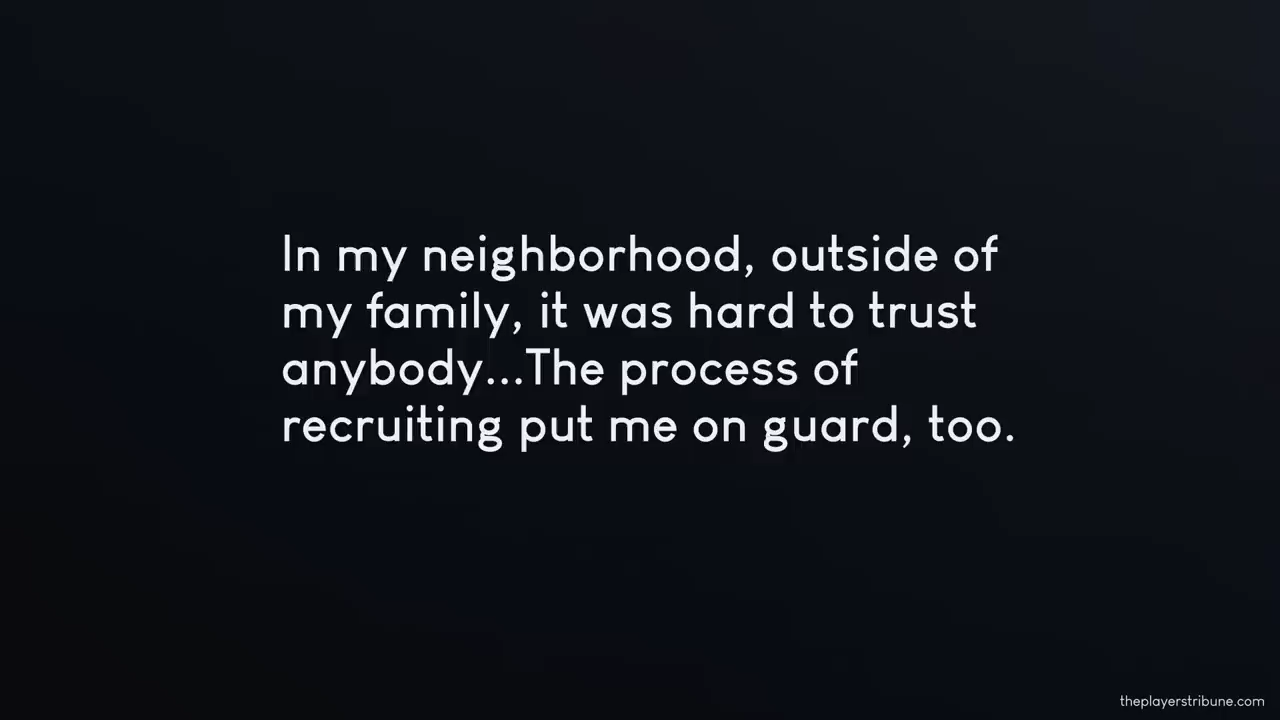 In my neighborhood, outside of
my family, it was hard to trust
anybody...The process of
recruiting put me on guard, too.
theplayerstribune.com